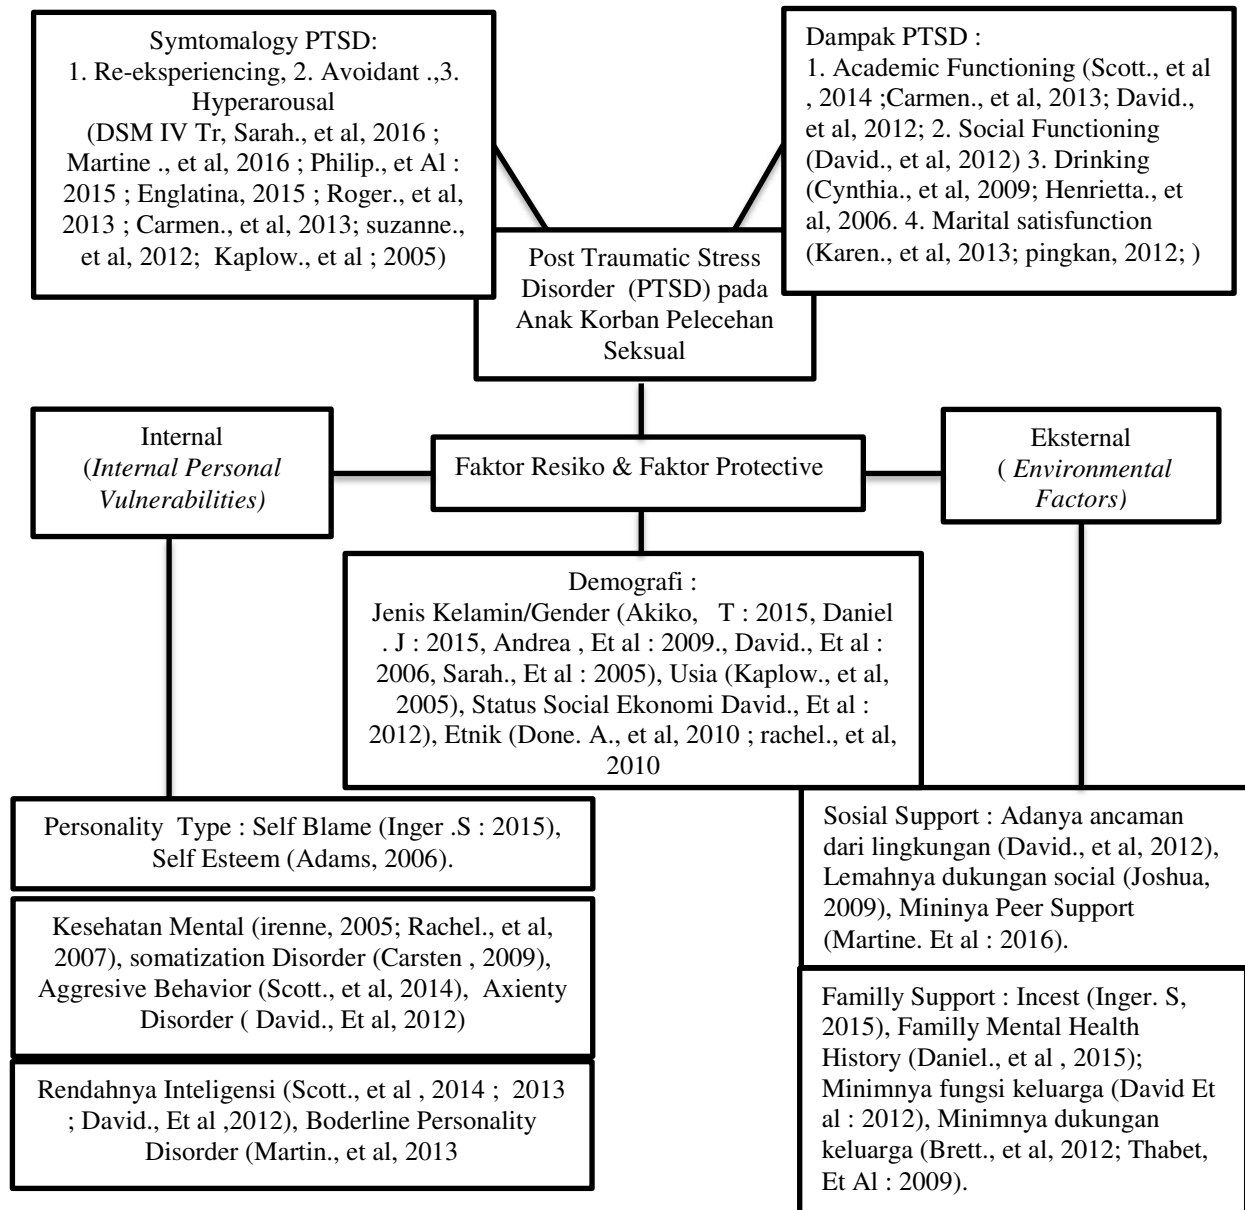 Symtomalogy PTSD:
1. Re-eksperiencing, 2. Avoidant .,3.
Hyperarousal
(DSM IV Tr, Sarah., et al, 2016 ;
Martine ., et al, 2016 ; Philip., et Al :
2015 ; Englatina, 2015 ; Roger., et al,
2013 ; Carmen., et al, 2013; suzanne.,
et al, 2012; Kaplow., et al ; 2005)
Dampak PTSD :
1. Academic Functioning (Scott., et al
, 2014 ;Carmen., et al, 2013; David.,
et al, 2012; 2. Social Functioning
(David., et al, 2012) 3. Drinking
(Cynthia., et al, 2009; Henrietta., et
al, 2006. 4. Marital satisfunction
(Karen., et al, 2013; pingkan, 2012; )
Post Traumatic Stress
Disorder (PTSD) pada
Anak Korban Pelecehan
Seksual
Internal
(Internal Personal
Vulnerabilities)
Faktor Resiko & Faktor Protective
Eksternal
( Environmental
Factors)
Demografi :
Jenis Kelamin/Gender (Akiko, T : 2015, Daniel
. J : 2015, Andrea , Et al : 2009., David., Et al :
2006, Sarah., Et al : 2005), Usia (Kaplow., et al,
2005), Status Social Ekonomi David., Et al :
2012), Etnik (Done. A., et al, 2010 ; rachel., et al,
2010
Personality Type : Self Blame (Inger .S : 2015),
Self Esteem (Adams, 2006).
Kesehatan Mental (irenne, 2005; Rachel., et al,
2007), somatization Disorder (Carsten , 2009),
Aggresive Behavior (Scott., et al, 2014), Axienty
Disorder ( David., Et al, 2012)
Rendahnya Inteligensi (Scott., et al , 2014 ; 2013
; David., Et al ,2012), Boderline Personality
Disorder (Martin., et al, 2013
Sosial Support : Adanya ancaman
dari lingkungan (David., et al, 2012),
Lemahnya dukungan social (Joshua,
2009), Mininya Peer Support
(Martine. Et al : 2016).
Familly Support : Incest (Inger. S,
2015), Familly Mental Health
History (Daniel., et al , 2015);
Minimnya fungsi keluarga (David Et
al : 2012), Minimnya dukungan
keluarga (Brett., et al, 2012; Thabet,
Et Al : 2009).